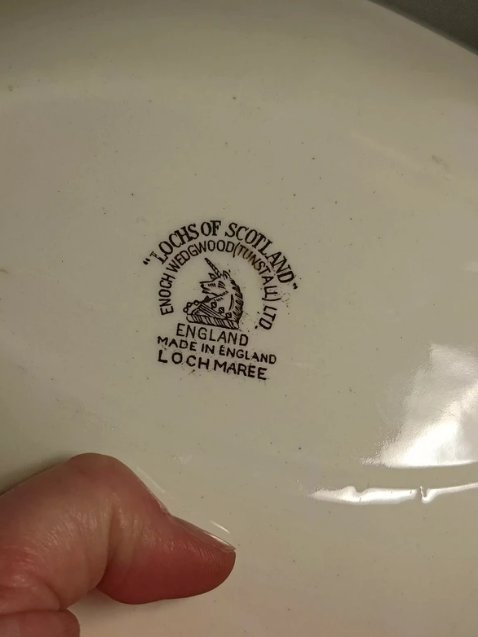 "LOCHS OF SCOTLAND"
ENOCH WEDGWOOD (TUNSTALL) LTD.
ENGLAND
MADE IN ENGLAND
LOCH MAREE